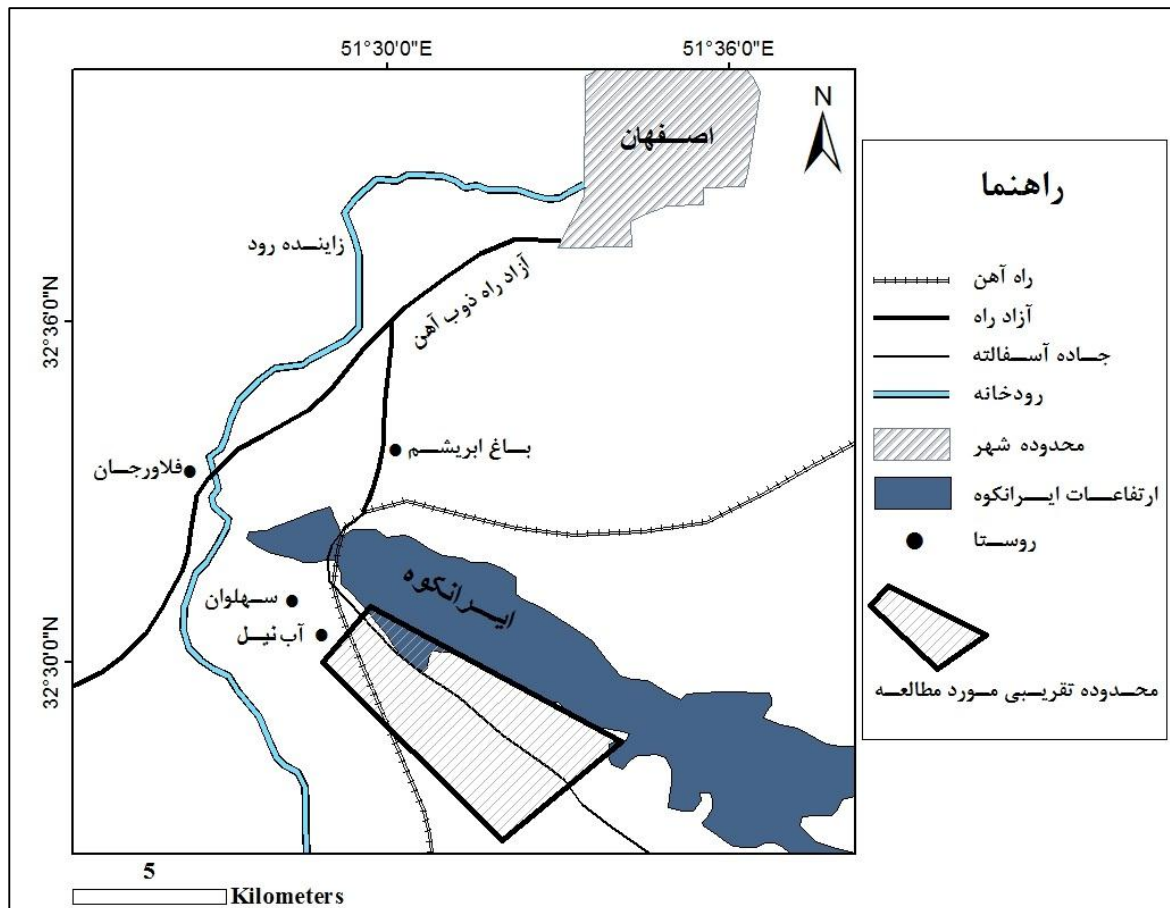 51°30'0"E
51°36'0"E
N
اصفهان
زاینده رود
آزاد راه ذوب آهن
32°36'0"N
باغ ابریشم
فلاورجان
ایرانکوه
سهلوان
آب نیل
32°30'0"N
5
Kilometers
راهنما
راه آهن
آزاد راه
جاده آسفالته
رودخانه
محدوده شهر
ارتفاعات ایرانکوه
روستا
محدوده تقریبی مورد مطالعه